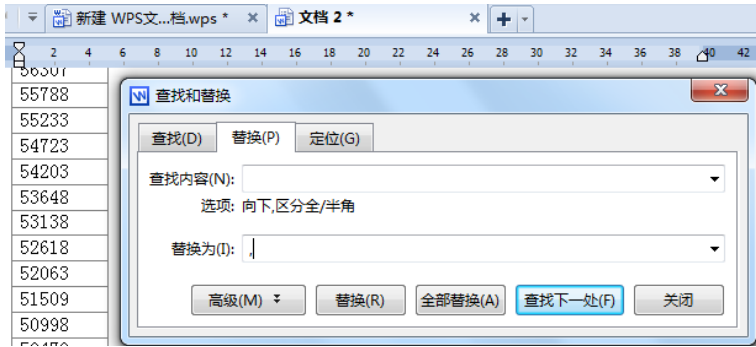 新建 WPS文...档.wps * × 文档 2 * ×
2 4 6 8 10 12 14 16 18 20 22 24 26 28 30 32 34 36 38 40 42
56307
55788
55233
54723
54203
53648
53138
52618
52063
51509
50998
查找和替换
查找(D) 替换(P) 定位(G)
查找内容(N):
选项: 向下,区分全/半角
替换为(I): ,
高级(M) 替换(R) 全部替换(A) 查找下一处(F) 关闭